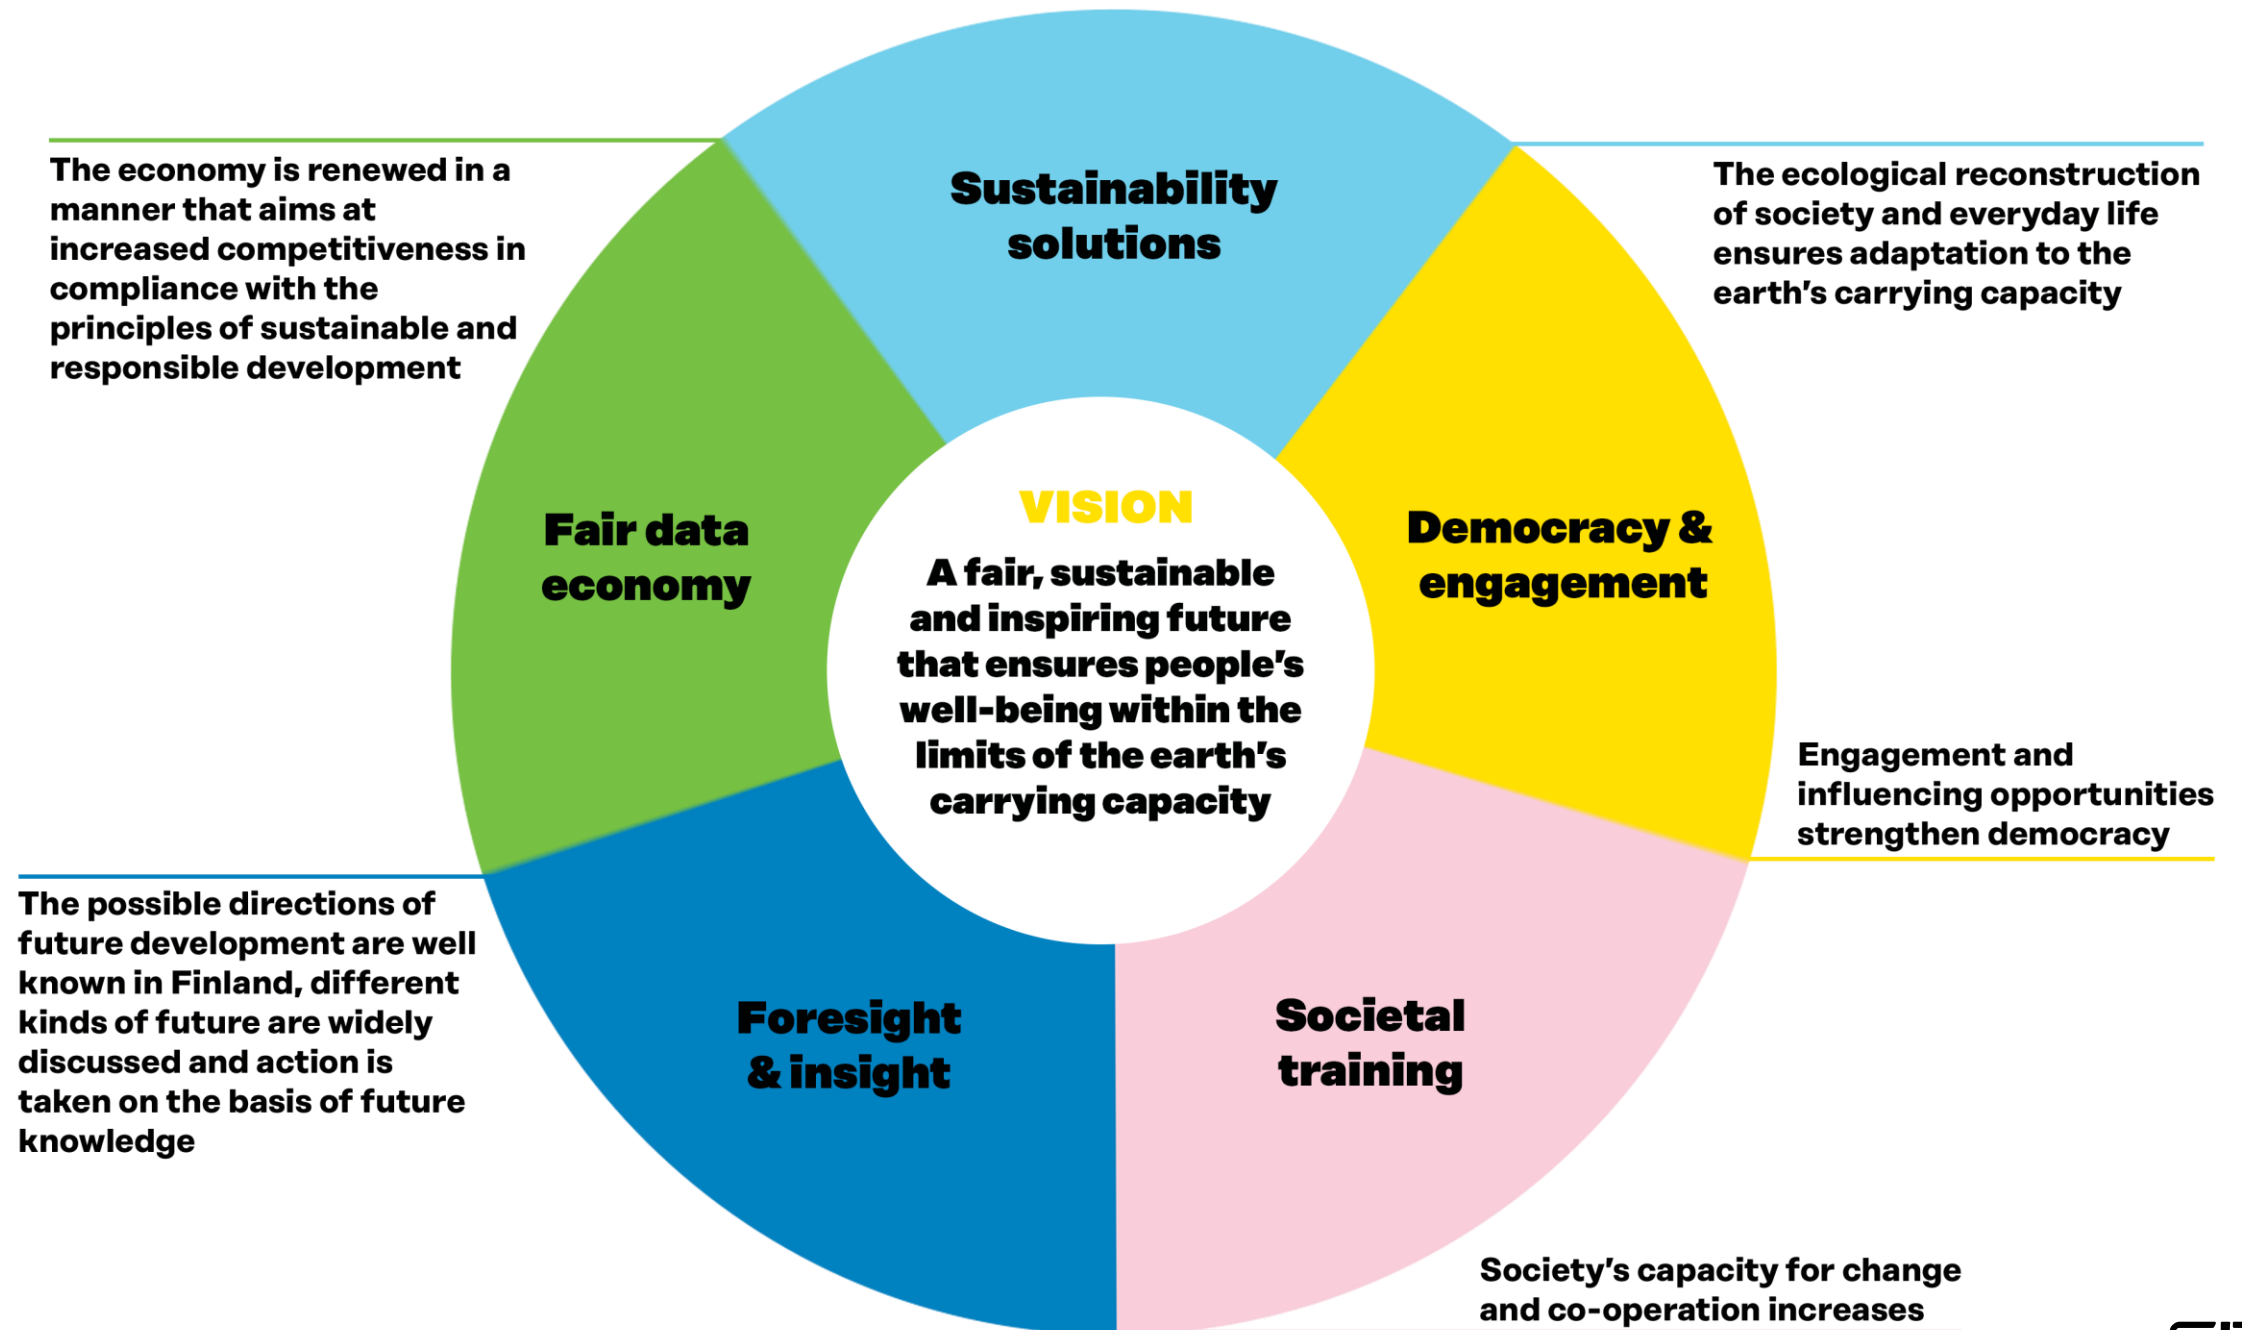 Sustainability
solutions
The economy is renewed in a
manner that aims at
increased competitiveness in
compliance with the
principles of sustainable and
responsible development
The ecological reconstruction
of society and everyday life
ensures adaptation to the
earth's carrying capacity
Fair data
economy
VISION
A fair, sustainable
and inspiring future
that ensures people's
well-being within the
limits of the earth's
carrying capacity
Democracy &
engagement
Engagement and
influencing opportunities
strengthen democracy
The possible directions of
future development are well
known in Finland, different
kinds of future are widely
discussed and action is
taken on the basis of future
knowledge
Foresight
& insight
Societal
training
Society's capacity for change
and co-operation increases